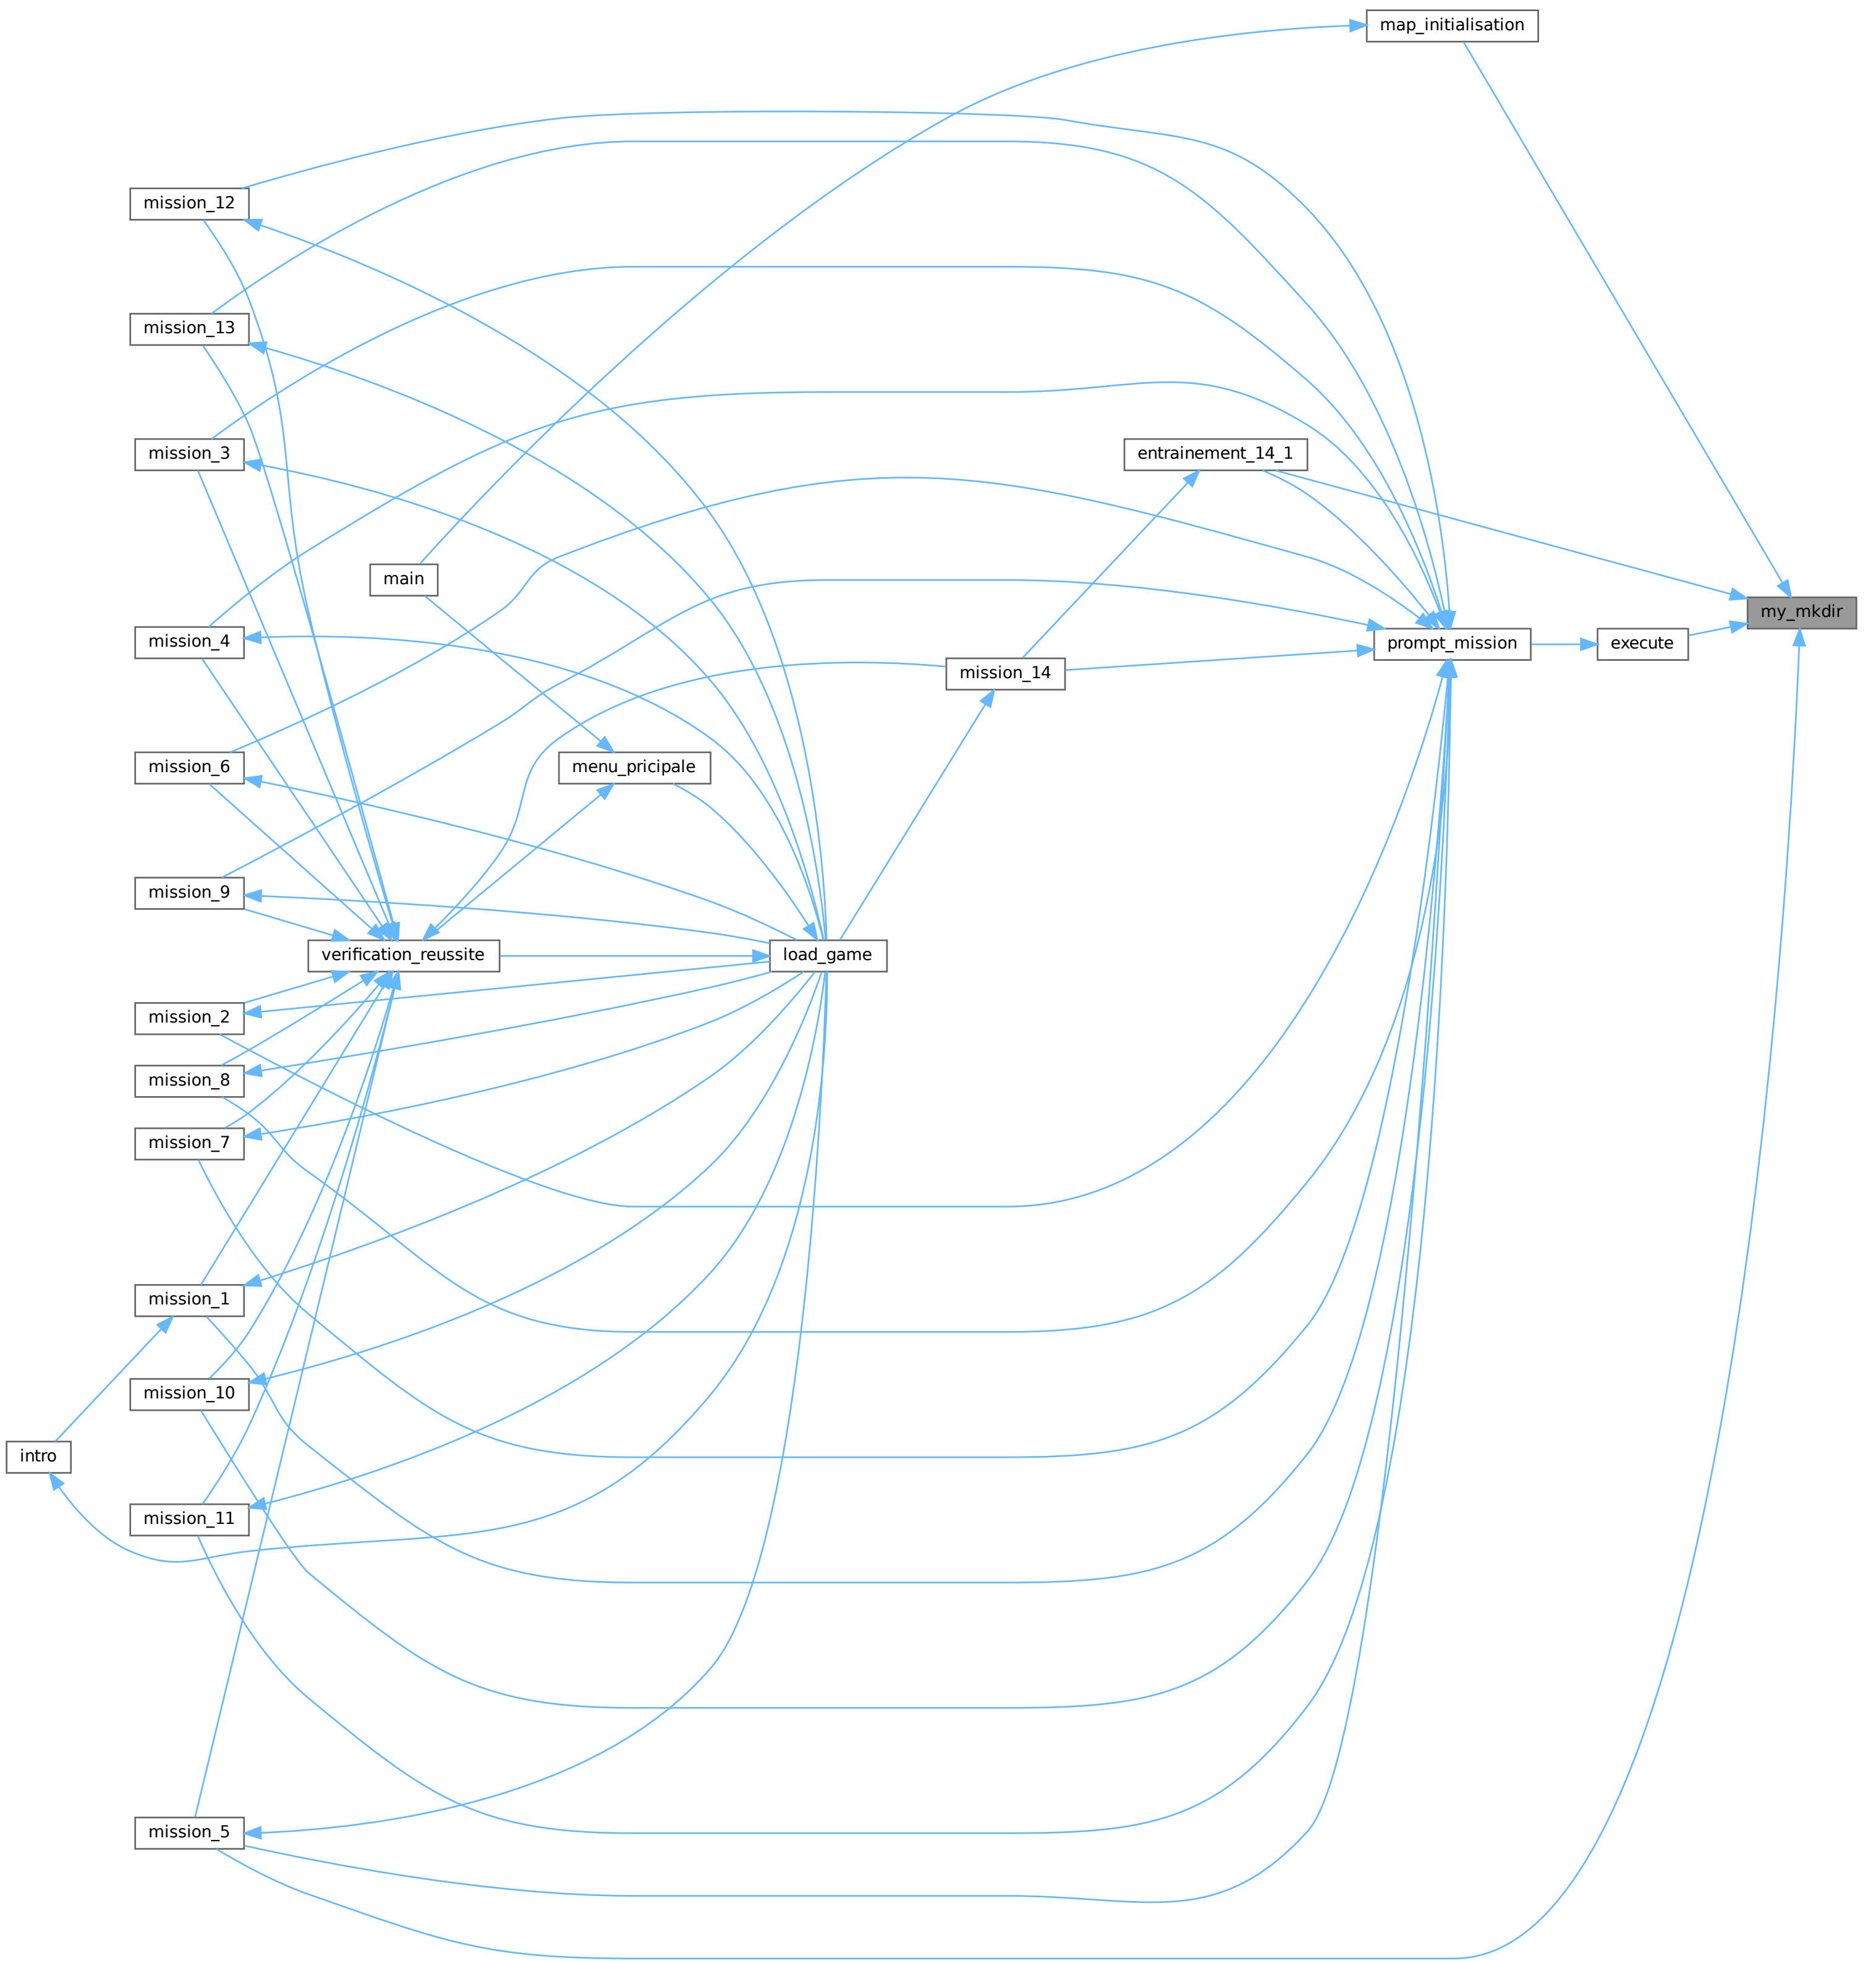 map_initialisation
mission_12
mission_13
mission_3
entrainement_14_1
main
my_mkdir
mission_4
prompt_mission
execute
mission_14
mission_6
menu_pricipale
mission_9
verification_reussite
load_game
mission_2
mission_8
mission_7
mission_1
mission_10
intro
mission_11
mission_5